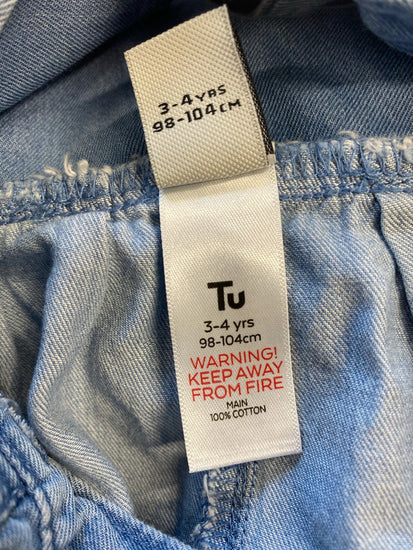 3-4 YRS
98-104CM
Tu
3-4 yrs
98-104cm
WARNING!
KEEP AWAY
FROM FIRE
MAIN
100% COTTON